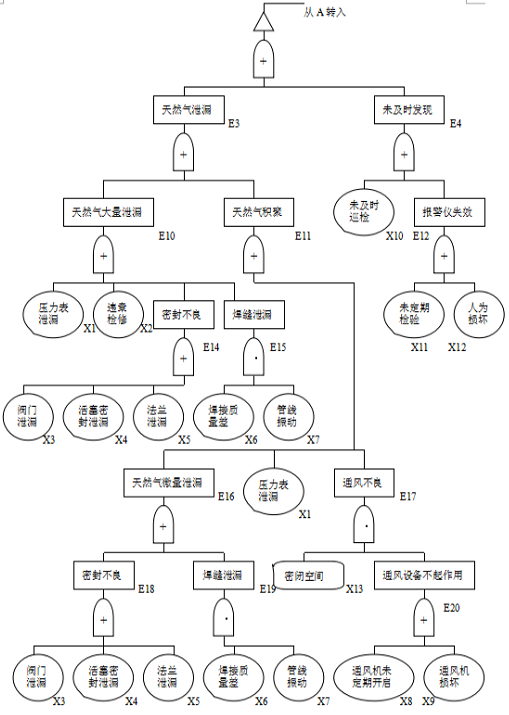 从A转入
+
天然气泄漏
E3
未及时发现
E4
+
+
天然气大量泄漏
E10
天然气积聚
E11
未及时
巡检
X10
报警仪失效
E12
+
+
+
压力表
泄漏
X1
违章
检修
X2
密封不良
E14
焊缝泄漏
E15
未定期
检验
X11
人为
损坏
X12
+
·
阀门
泄漏
X3
活塞密
封泄漏
X4
法兰
泄漏
X5
焊接质
量差
X6
管线
振动
X7
天然气微量泄漏
E16
压力表
泄漏
X1
通风不良
E17
+
·
密封不良
E18
焊缝泄漏
E19
密闭空间
X13
通风设备不起作用
E20
+
·
+
阀门
泄漏
X3
活塞密
封泄漏
X4
法兰
泄漏
X5
焊接质
量差
X6
管线
振动
X7
通风机未
定期开启
X8
通风机
损坏
X9